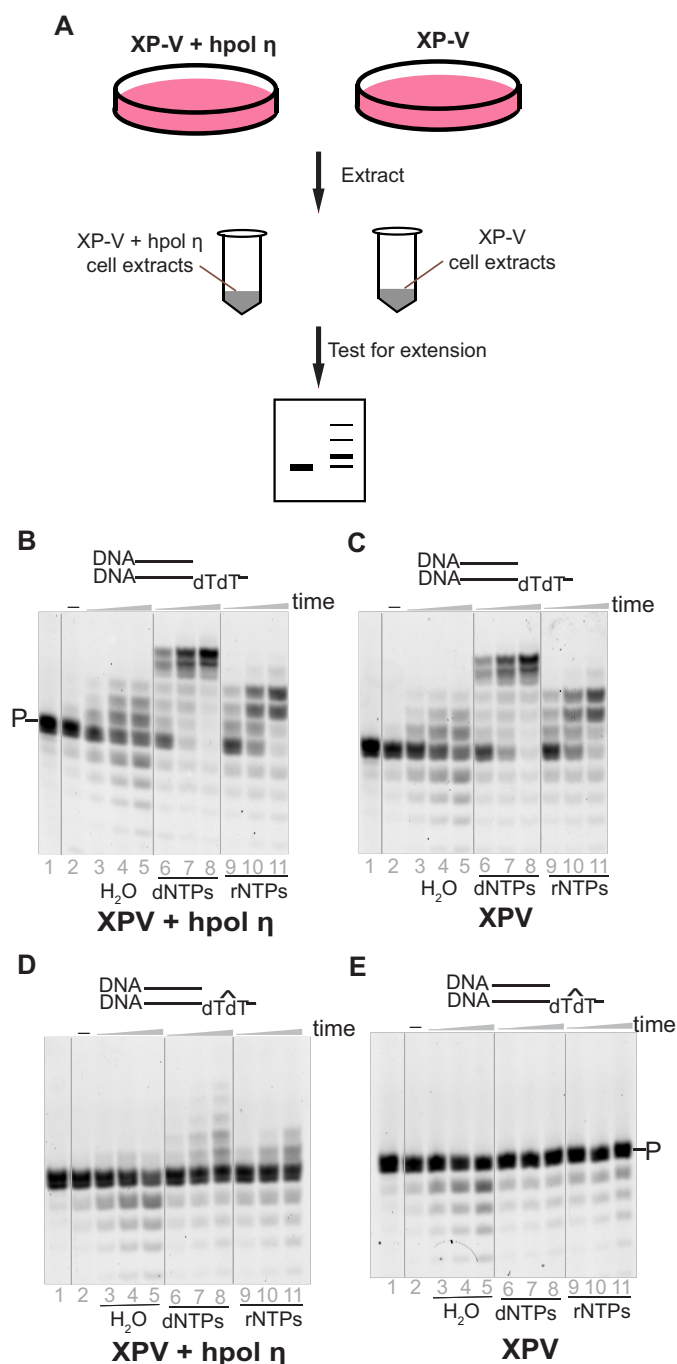 A
XP-V + hpol η
XP-V
Extract
XP-V + hpol η
cell extracts
XP-V
cell extracts
Test for extension
B
DNA
DNA
dTdT
–
time
P
1 2 3 4 5 6 7 8 9 10 11
H2O dNTPs rNTPs
XPV + hpol η
C
DNA
DNA
dTdT
–
time
1 2 3 4 5 6 7 8 9 10 11
H2O dNTPs rNTPs
XPV
D
DNA
DNA
dTdT
–
time
1 2 3 4 5 6 7 8 9 10 11
H2O dNTPs rNTPs
XPV + hpol η
E
DNA
DNA
dTdT
–
time
P
1 2 3 4 5 6 7 8 9 10 11
H2O dNTPs rNTPs
XPV